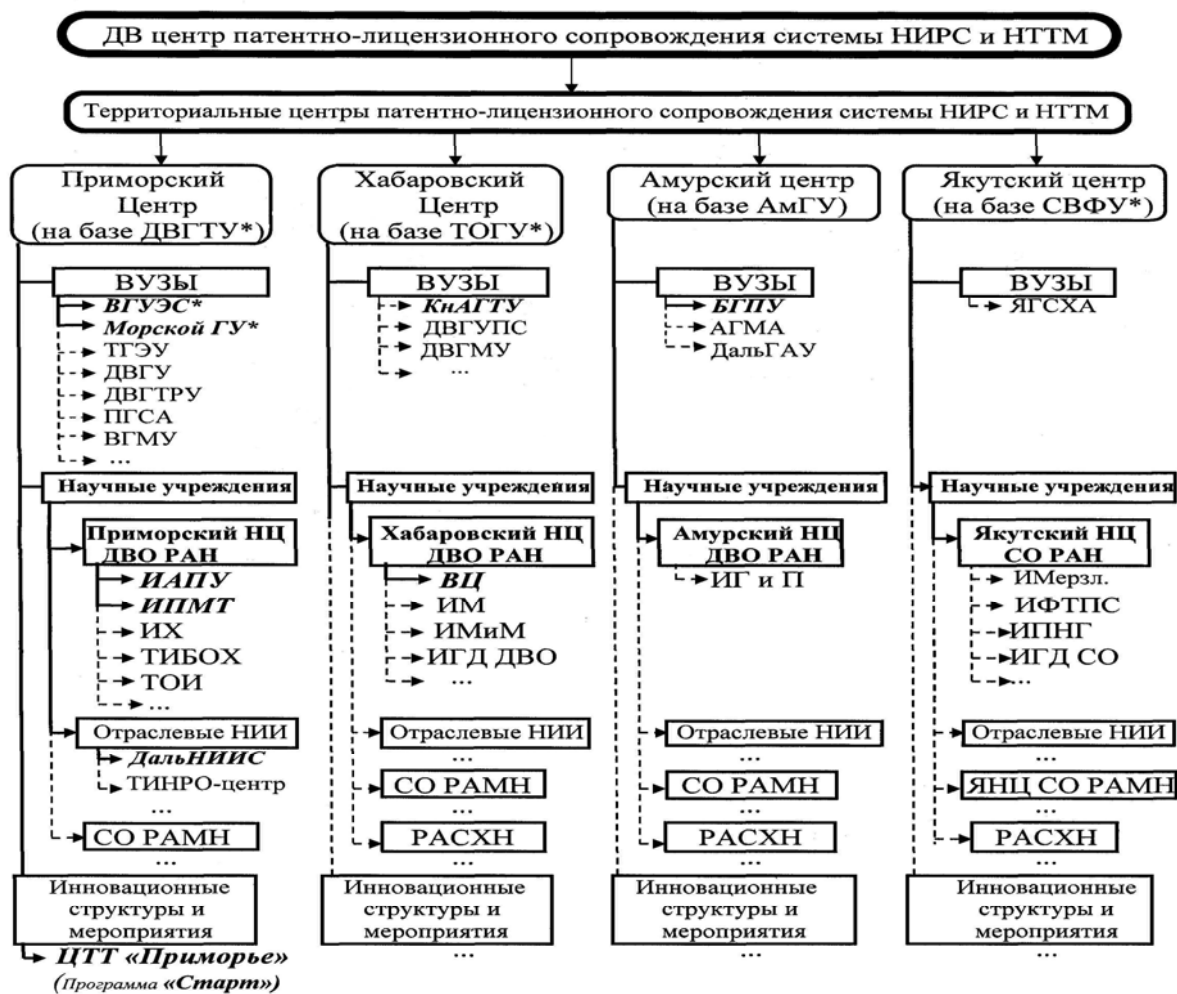 ДВ центр патентно-лицензионного сопровождения системы НИРС и НТТМ
Территориальные центры патентно-лицензионного сопровождения системы НИРС и НТТМ
Приморский
Центр
(на базе ДВГТУ*)
ВУЗЫ
ВГУЭС*
Морской ГУ*
ТГЭУ
ДВГУ
ДВГТРУ
ПГСА
ВГМУ
...
Научные учреждения
Приморский НЦ
ДВО РАН
ИАПУ
ИПМТ
ИХ
ТИБОХ
ТОИ
...
Отраслевые НИИ
ДальНИИС
ТИНРО-центр
...
СО РАМН
...
Инновационные
структуры и
мероприятия
ЦТТ «Приморье»
(Программа «Старт»)
Хабаровский
Центр
(на базе ТОГУ*)
ВУЗЫ
КнАГТУ
ДВГУПС
ДВГМУ
...
Научные учреждения
Хабаровский НЦ
ДВО РАН
ВЦ
ИМ
ИМиМ
ИГД ДВО
...
Отраслевые НИИ
...
СО РАМН
...
РАСХН
...
Инновационные
структуры и
мероприятия
...
Амурский центр
(на базе АмГУ)
ВУЗЫ
БГПУ
АГМА
ДальГАУ
Научные учреждения
Амурский НЦ
ДВО РАН
ИГ и П
Отраслевые НИИ
...
СО РАМН
...
РАСХН
...
Инновационные
структуры и
мероприятия
...
Якутский центр
(на базе СВФУ*)
ВУЗЫ
ЯГСХА
Научные учреждения
Якутский НЦ
СО РАН
ИМерзл.
ИФТПС
ИПНГ
ИГД СО
...
Отраслевые НИИ
...
ЯНЦ СО РАМН
...
РАСХН
...
Инновационные
структуры и
мероприятия
...